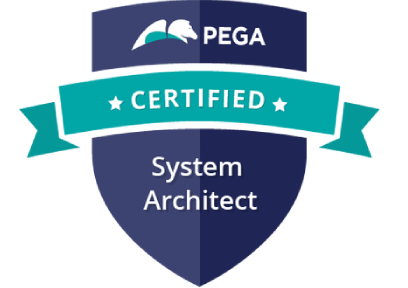 PEGA
CERTIFIED
System
Architect